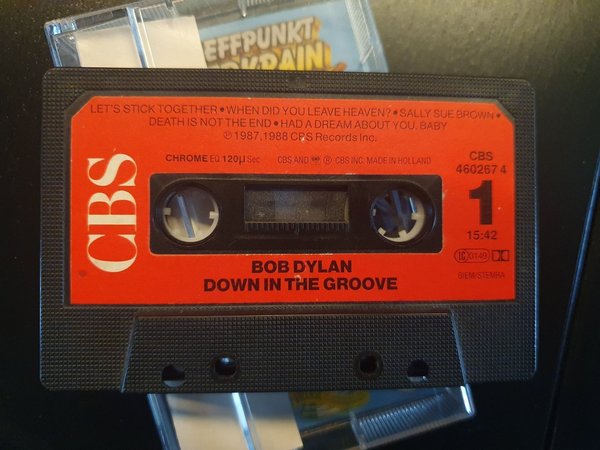 EFFPUNKT
LET'S STICK TOGETHER • WHEN DID YOU LEAVE HEAVEN? • SALLY SUE BROWN •
DEATH IS NOT THE END • HAD A DREAM ABOUT YOU, BABY
℗ 1987, 1988 CBS Records Inc.
CHROME EQ 120µ Sec
CBS AND ® CBS INC. MADE IN HOLLAND
CBS
460267 4
1
15:42
CBS
BIEM/STEMRA
BOB DYLAN
DOWN IN THE GROOVE